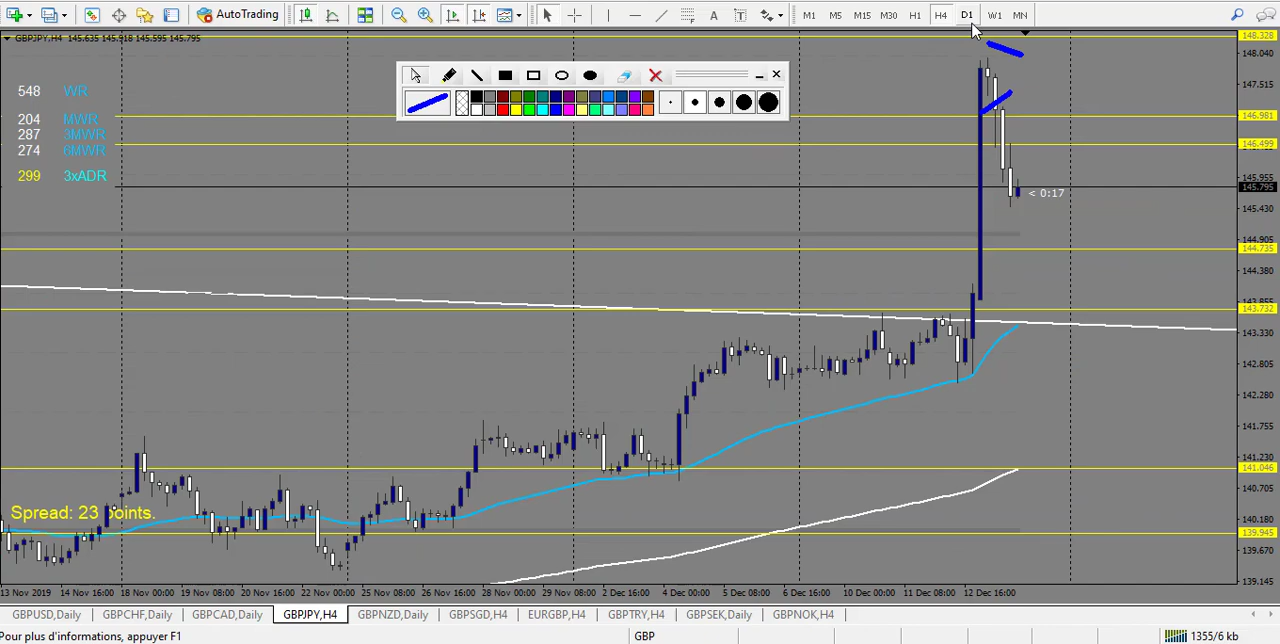 AutoTrading M1 M5 M15 M30 H1 H4 D1 W1 MN
GBPJPY,H4 145.635 145.918 145.595 145.795
548 WR
204 MWR
287 3MWR
274 6MWR
299 3xADR
< 0:17
148.328
148.040
147.515
146.981
146.499
145.955
145.795
145.430
144.905
144.735
144.380
143.855
143.732
143.330
142.805
142.280
141.755
141.230
141.046
140.705
140.180
139.945
139.670
139.145
Spread: 23 points.
13 Nov 2019 14 Nov 16:00 18 Nov 08:00 19 Nov 08:00 20 Nov 16:00 22 Nov 00:00 25 Nov 08:00 26 Nov 16:00 28 Nov 00:00 29 Nov 08:00 2 Dec 16:00 4 Dec 00:00 5 Dec 08:00 6 Dec 16:00 10 Dec 00:00 11 Dec 08:00 12 Dec 16:00
GBPUSD,Daily GBPCHF,Daily GBPCAD,Daily GBPJPY,H4 GBPNZD,Daily GBPSGD,H4 EURGBP,H4 GBPTRY,H4 GBPSEK,Daily GBPNOK,H4
Pour plus d'informations, appuyer F1 GBP 1355/6 kb